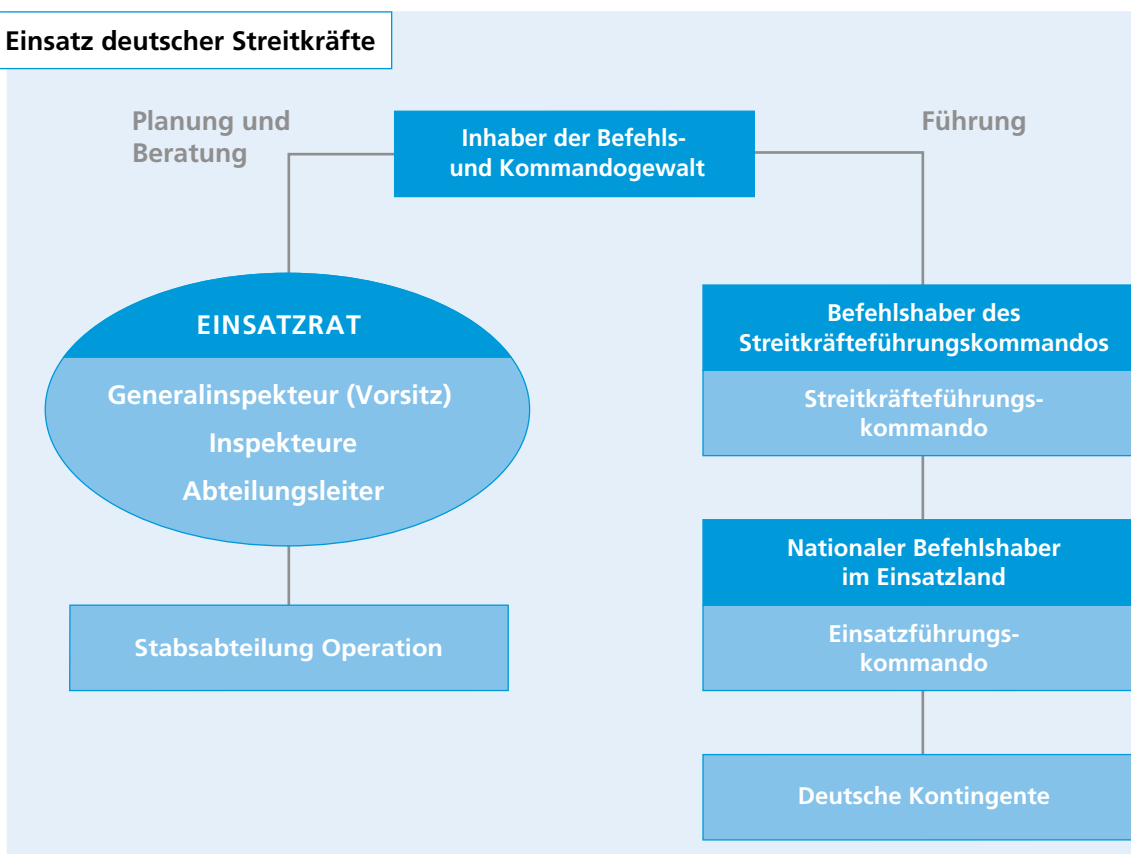 Einsatz deutscher Streitkräfte
Planung und
Beratung
Inhaber der Befehls-
und Kommandogewalt
Führung
EINSATZRAT
Generalinspekteur (Vorsitz)
Inspekteure
Abteilungsleiter
Stabsabteilung Operation
Befehlshaber des
Streitkräfteführungskommandos
Streitkräfteführungs-
kommando
Nationaler Befehlshaber
im Einsatzland
Einsatzführungs-
kommando
Deutsche Kontingente